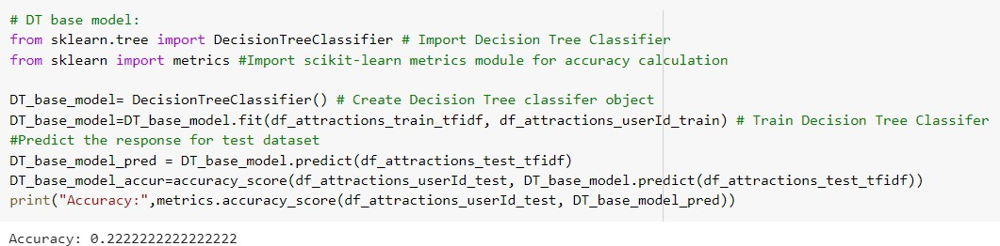 # DT base model:
from sklearn.tree import DecisionTreeClassifier # Import Decision Tree Classifier
from sklearn import metrics #Import scikit-learn metrics module for accuracy calculation
DT_base_model= DecisionTreeClassifier() # Create Decision Tree classifer object
DT_base_model=DT_base_model.fit(df_attractions_train_tfidf, df_attractions_userId_train) # Train Decision Tree Classifer
#Predict the response for test dataset
DT_base_model_pred = DT_base_model.predict(df_attractions_test_tfidf)
DT_base_model_accur=accuracy_score(df_attractions_userId_test, DT_base_model.predict(df_attractions_test_tfidf))
print("Accuracy:",metrics.accuracy_score(df_attractions_userId_test, DT_base_model_pred))
Accuracy: 0.2222222222222222